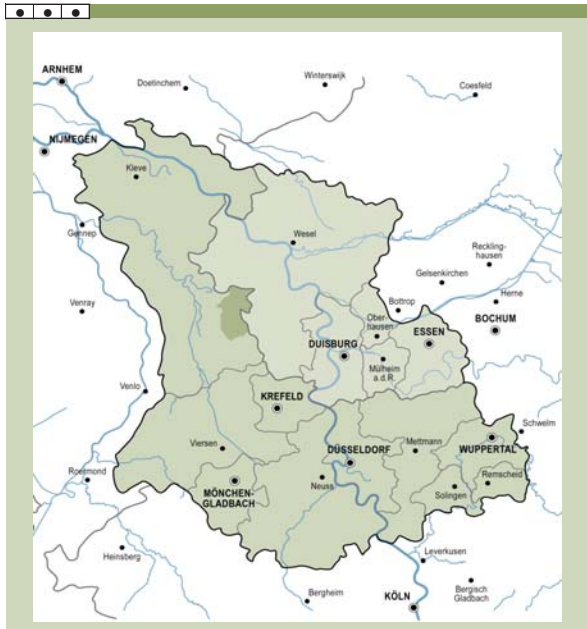 ARNHEM
Doetinchem
Winterswijk
Coesfeld
NIJMEGEN
Kleve
Gennep
Wesel
Reckling-
hausen
Gelsenkirchen
Herne
Venray
Bottrop
Ober-
hausen
BOCHUM
ESSEN
DUISBURG
Mülheim
a.d.R.
Venlo
KREFELD
Schwelm
Viersen
Mettmann
WUPPERTAL
DÜSSELDORF
Roermond
Remscheid
MÖNCHEN-
GLADBACH
Neuss
Solingen
Heinsberg
Leverkusen
Bergheim
Bergisch
Gladbach
KÖLN